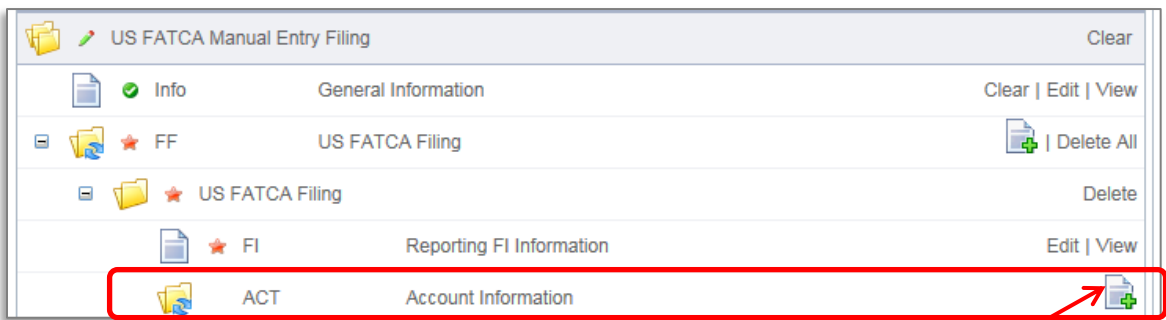 US FATCA Manual Entry Filing Clear
Info General Information Clear | Edit | View
FF US FATCA Filing | Delete All
US FATCA Filing Delete
FI Reporting FI Information Edit | View
ACT Account Information